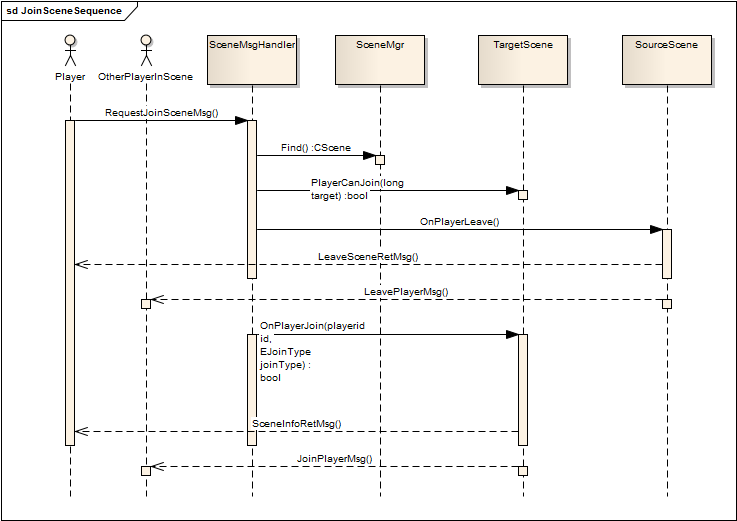 sd JoinSceneSequence
Player
OtherPlayerInScene
SceneMsgHandler
SceneMgr
TargetScene
SourceScene
RequestJoinSceneMsg()
Find() :CScene
PlayerCanJoin(long
target) :bool
OnPlayerLeave()
LeaveSceneRetMsg()
LeavePlayerMsg()
OnPlayerJoin(playerid
id,
EJoinType
joinType) :
bool
SceneInfoRetMsg()
JoinPlayerMsg()